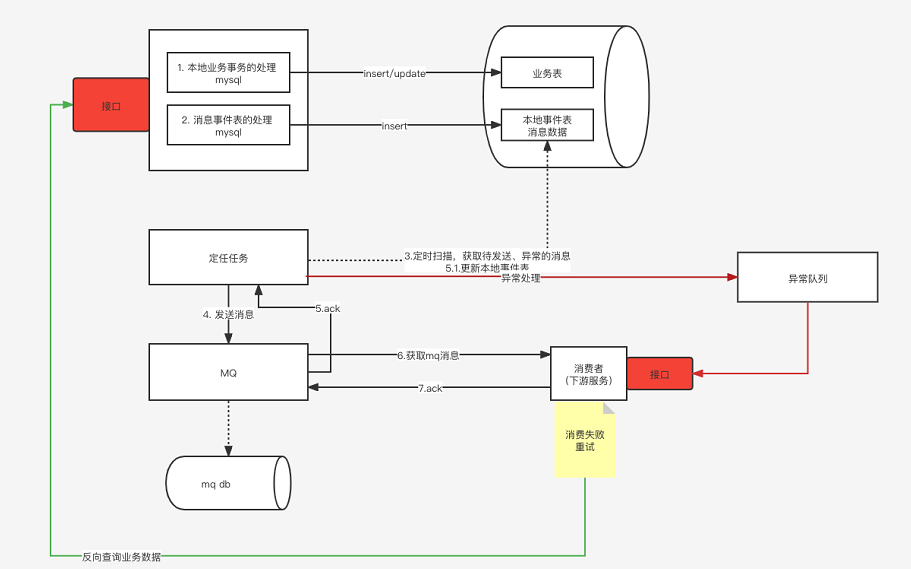 1. 本地业务事务的处理
mysql
insert/update
业务表
接口
2. 消息事件表的处理
mysql
insert
本地事件表
消息数据
定任任务
3.定时扫描，获取待发送、异常的消息
5.1.更新本地事件表
异常处理
异常队列
4. 发送消息
5.ack
MQ
6.获取mq消息
7.ack
消费者
（下游服务）
接口
消费失败
重试
mq db
反向查询业务数据